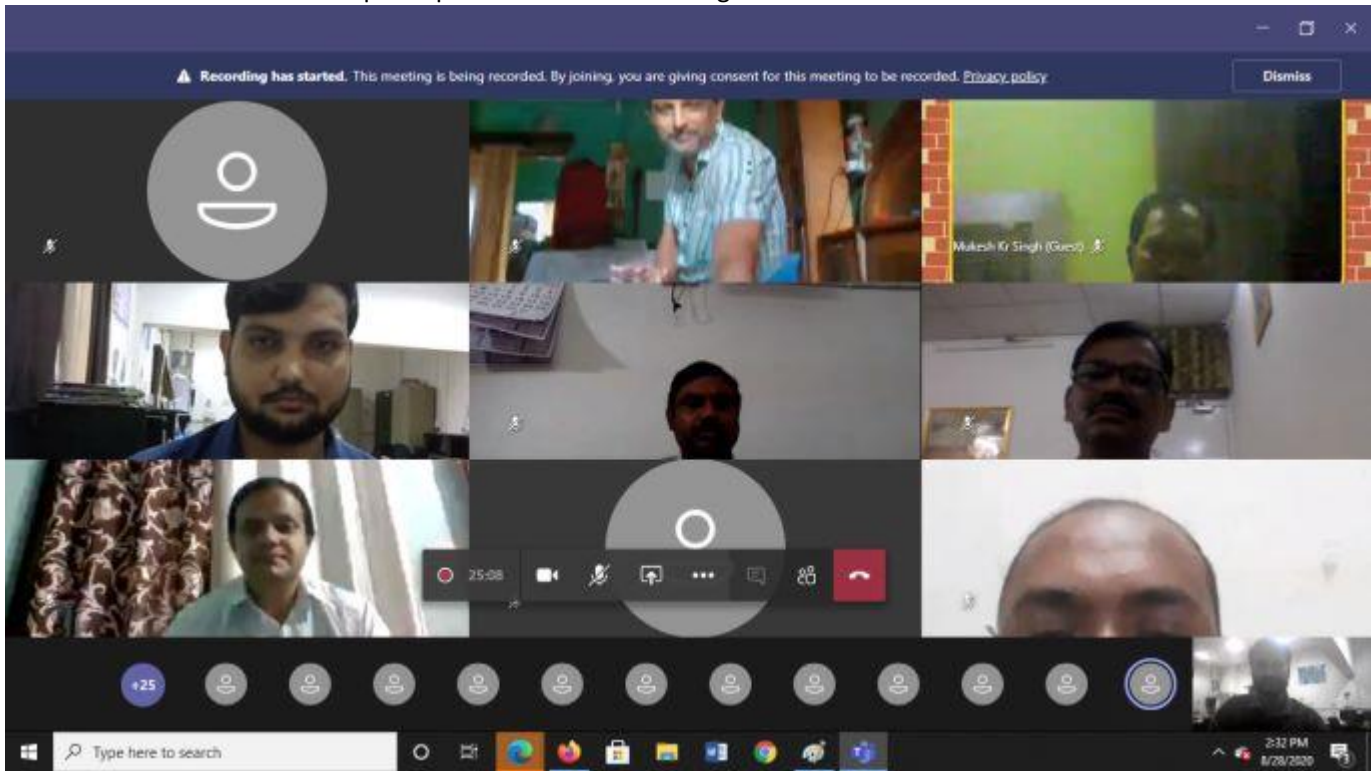 Recording has started. This meeting is being recorded. By joining, you are giving consent for this meeting to be recorded. Privacy policy
Dismiss
Mukesh Kr Singh (Guest)
25:08
+25
Type here to search
2:32 PM
8/28/2020